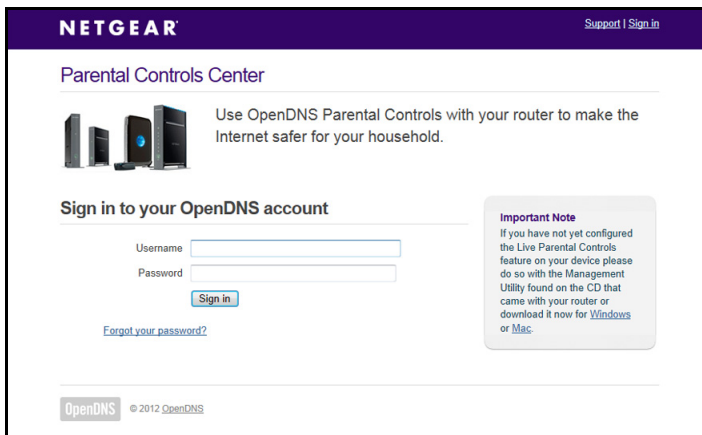 NETGEAR
Support | Sign in
Parental Controls Center
Use OpenDNS Parental Controls with your router to make the
Internet safer for your household.
Sign in to your OpenDNS account
Username
Password
Sign in
Forgot your password?
Important Note
If you have not yet configured
the Live Parental Controls
feature on your device please
do so with the Management
Utility found on the CD that
came with your router or
download it now for Windows
or Mac.
OpenDNS © 2012 OpenDNS